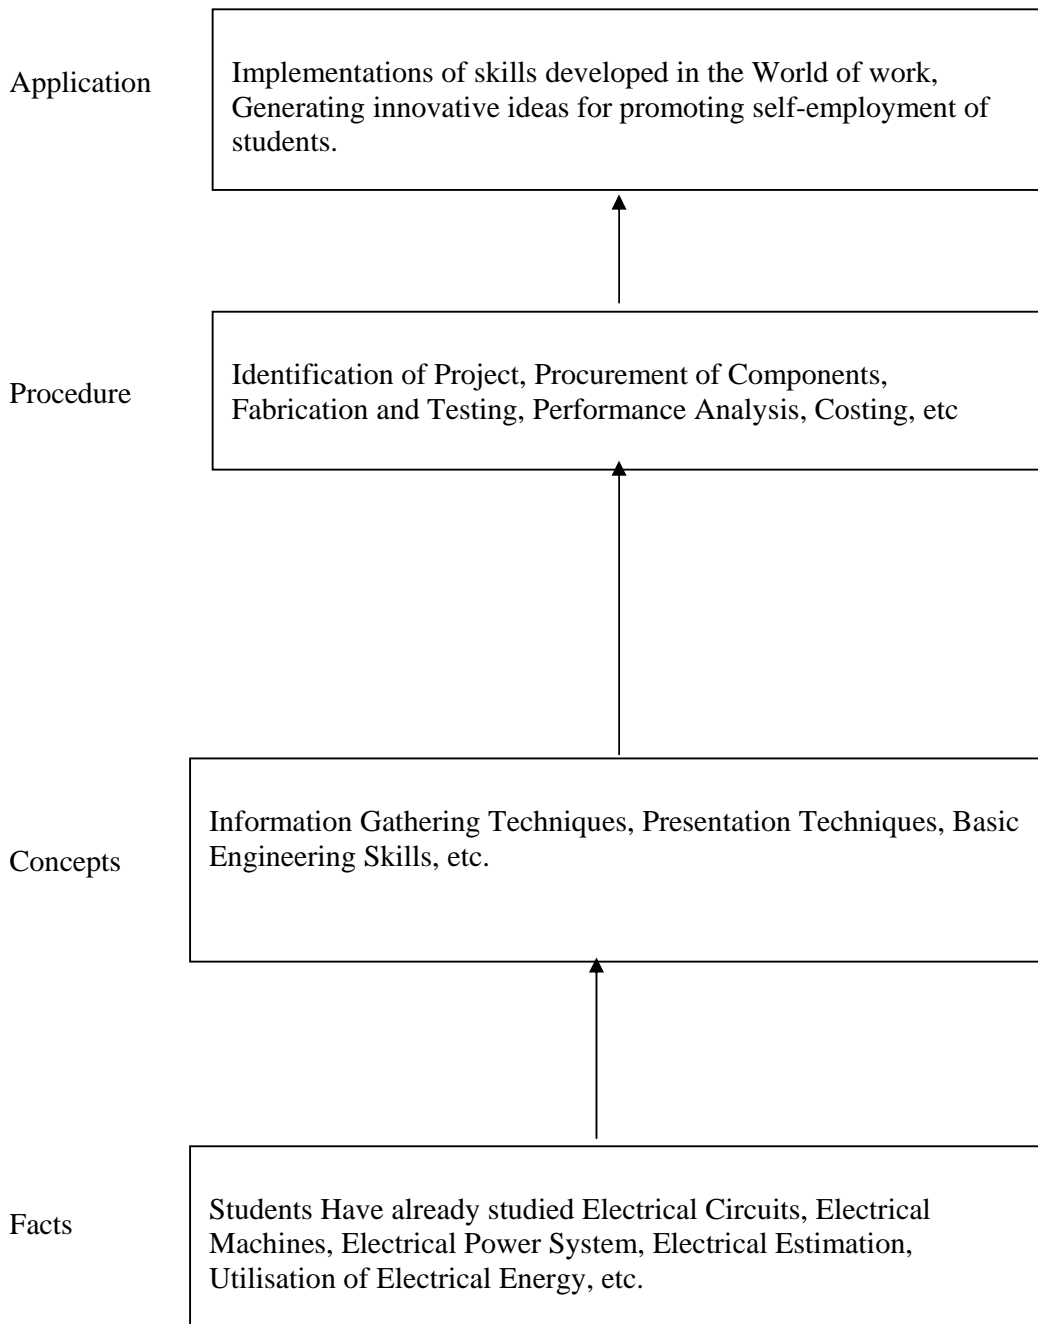 Application
Implementations of skills developed in the World of work,
Generating innovative ideas for promoting self-employment of
students.
Procedure
Identification of Project, Procurement of Components,
Fabrication and Testing, Performance Analysis, Costing, etc
Concepts
Information Gathering Techniques, Presentation Techniques, Basic
Engineering Skills, etc.
Facts
Students Have already studied Electrical Circuits, Electrical
Machines, Electrical Power System, Electrical Estimation,
Utilisation of Electrical Energy, etc.